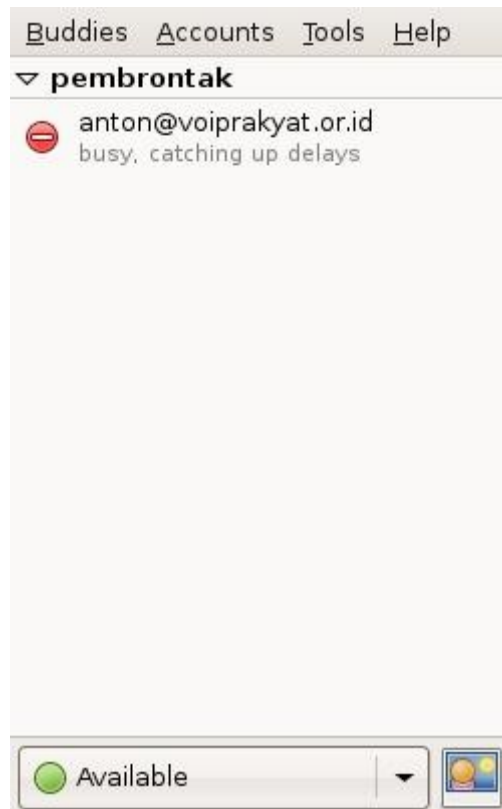 Buddies Accounts Tools Help
pembrontak
anton@voiprakyat.or.id
busy, catching up delays
Available